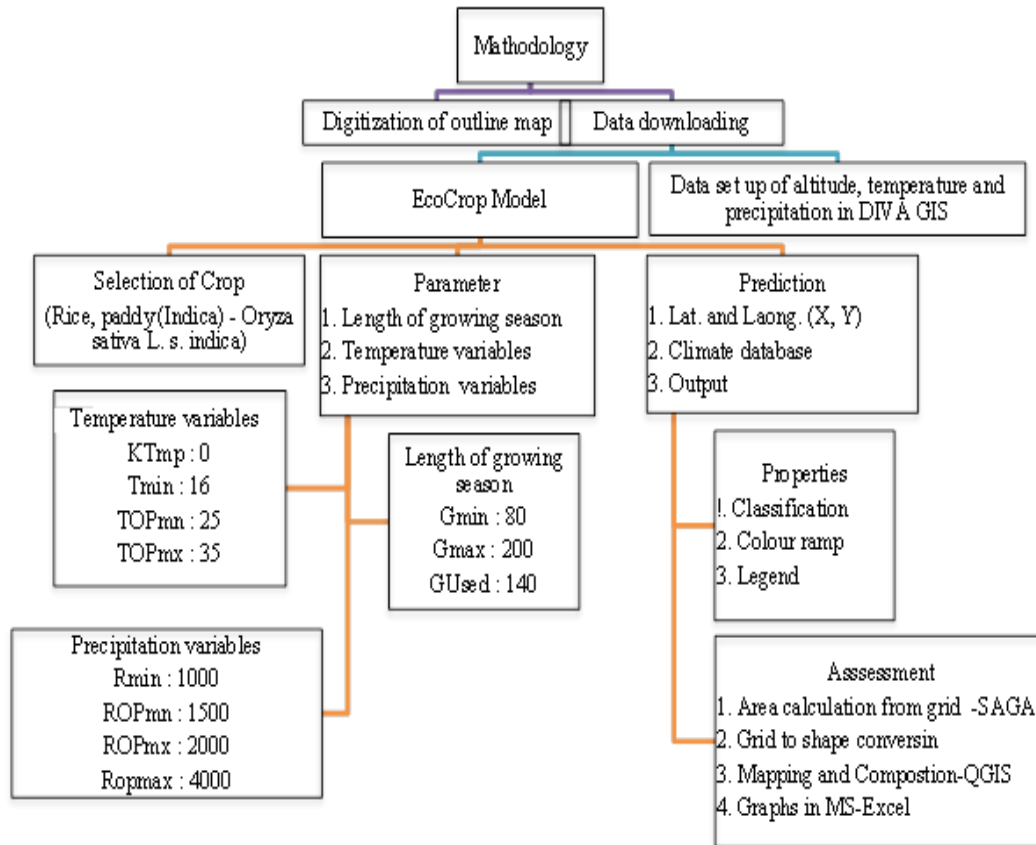 Mathodology
Digitization of outline map
Data downloading
EcoCrop Model
Data set up of altitude, temperature and
precipitation in DIVA GIS
Selection of Crop
(Rice, paddy(Indica) - Oryza
sativa L. s. indica)
Parameter
1. Length of growing season
2. Temperature variables
3. Precipitation variables
Prediction
1. Lat. and Laong. (X, Y)
2. Climate database
3. Output
Temperature variables
KTmp : 0
Tmin : 16
TOPmn : 25
TOPmx : 35
Length of growing
season
Gmin : 80
Gmax : 200
GUsed : 140
Properties
!. Classification
2. Colour ramp
3. Legend
Precipitation variables
Rmin : 1000
ROPmn : 1500
ROPmx : 2000
Ropmax : 4000
Asssessment
1. Area calculation from grid -SAGA
2. Grid to shape conversin
3. Mapping and Compostion-QGIS
4. Graphs in MS-Excel